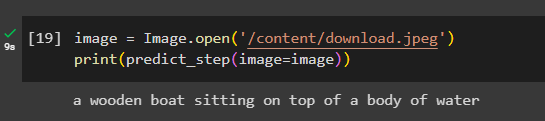 [19] image = Image.open('/content/download.jpeg')
9s
print(predict_step(image=image))
a wooden boat sitting on top of a body of water